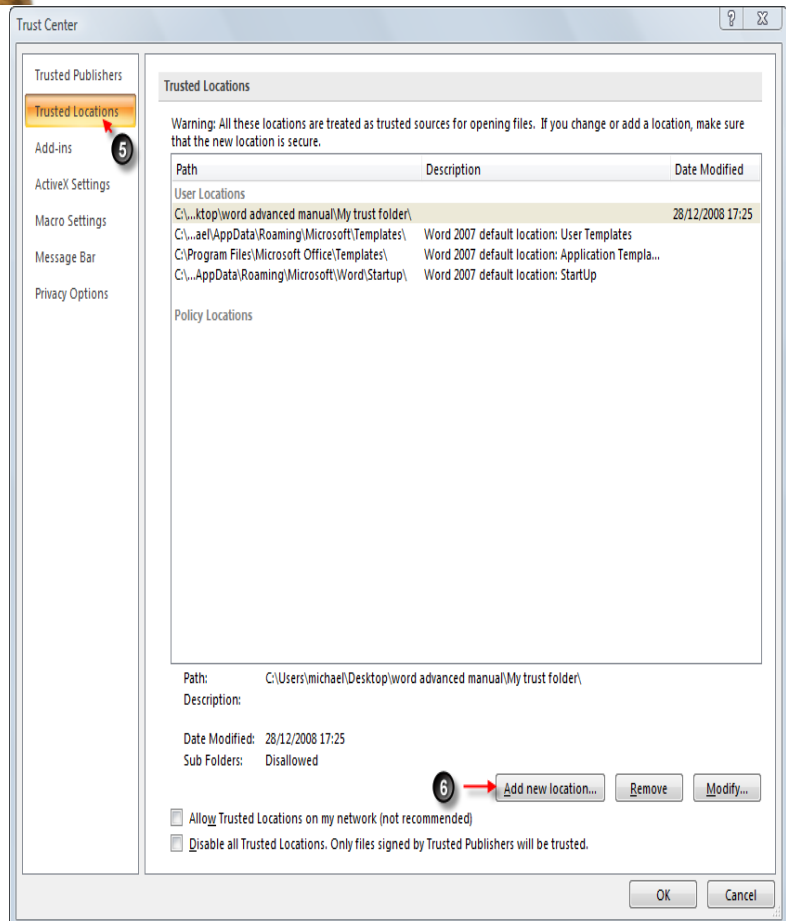 Trust Center
Trusted Publishers
Trusted Locations
Add-ins
ActiveX Settings
Macro Settings
Message Bar
Privacy Options
5
Trusted Locations
Warning: All these locations are treated as trusted sources for opening files. If you change or add a location, make sure
that the new location is secure.
Path Description Date Modified
User Locations
C:\...ktop\word advanced manual\My trust folder\ 28/12/2008 17:25
C:\...ael\AppData\Roaming\Microsoft\Templates\ Word 2007 default location: User Templates
C:\Program Files\Microsoft Office\Templates\ Word 2007 default location: Application Templa...
C:\...AppData\Roaming\Microsoft\Word\Startup\ Word 2007 default location: StartUp
Policy Locations
Path: C:\Users\michael\Desktop\word advanced manual\My trust folder\
Description:
Date Modified: 28/12/2008 17:25
Sub Folders: Disallowed
6 Add new location... Remove Modify...
Allow Trusted Locations on my network (not recommended)
Disable all Trusted Locations. Only files signed by Trusted Publishers will be trusted.
OK Cancel